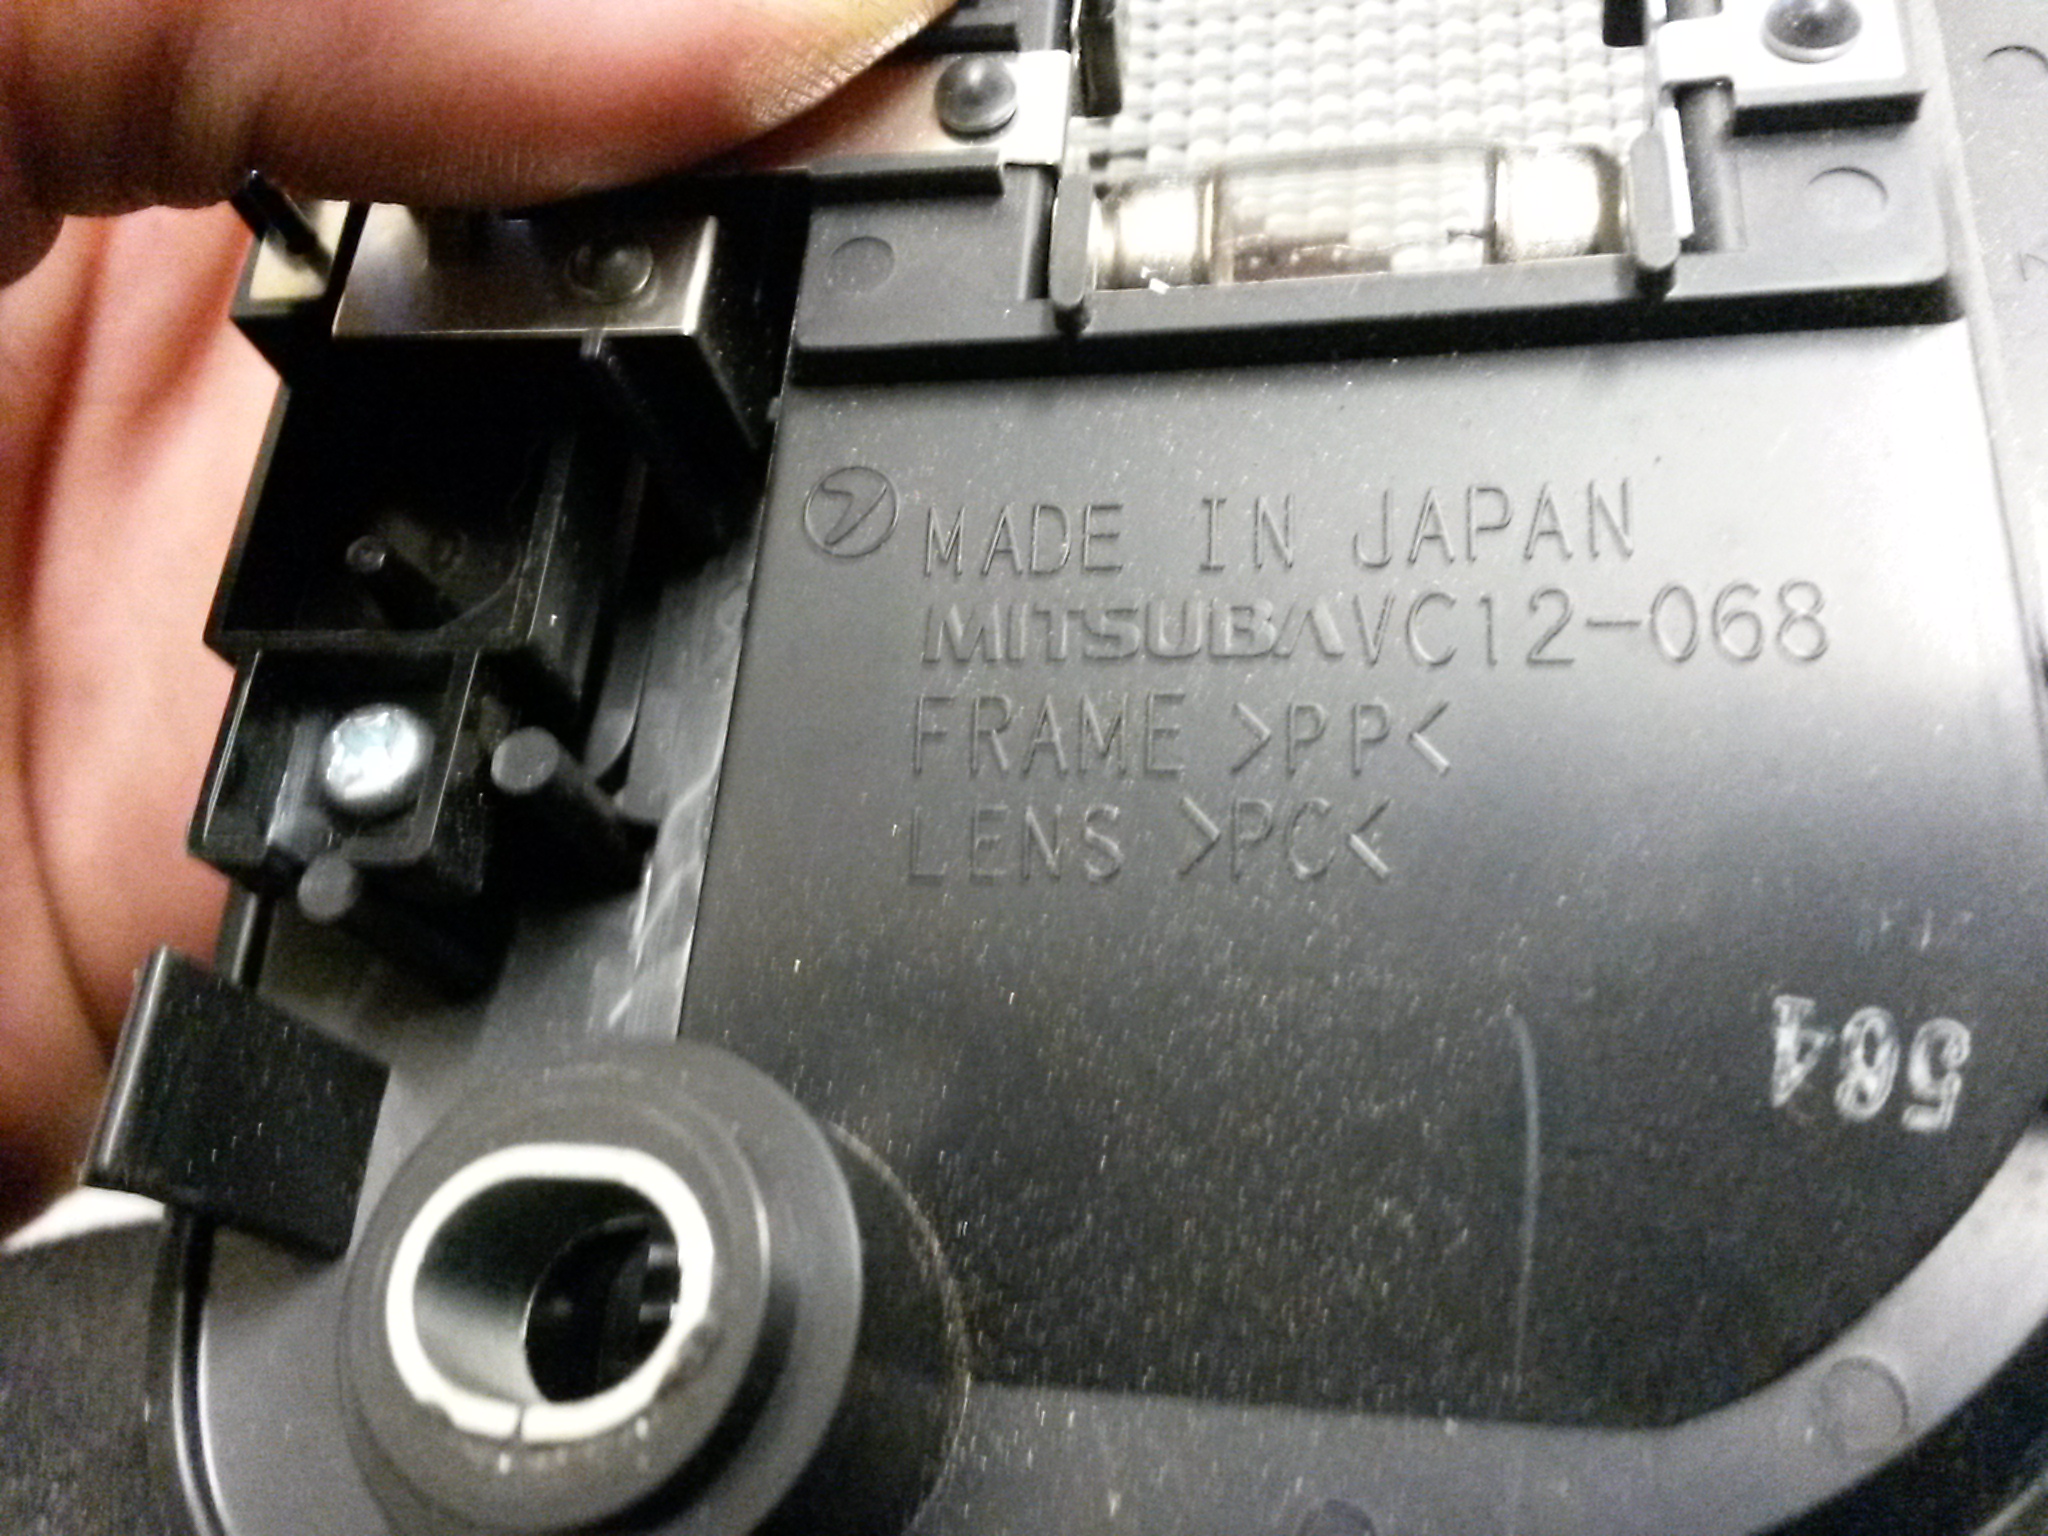 MADE IN JAPAN
MITSUBA VC12-068
FRAME >PP<
LENS >PC<
584